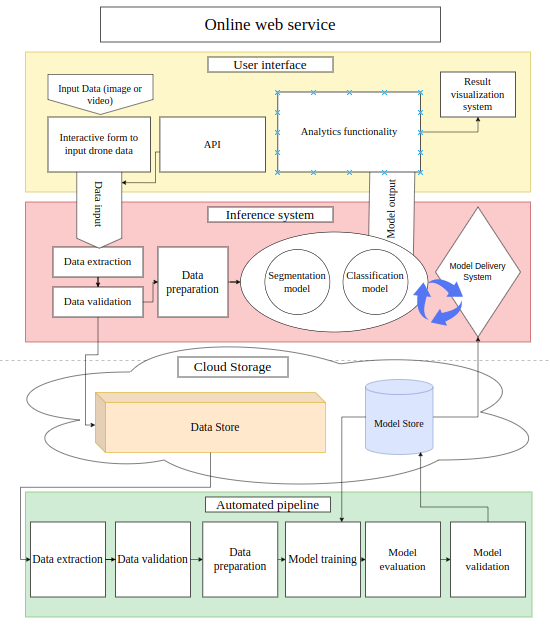 Online web service
User interface
Input Data (image or
video)
Result
visualization
system
Interactive form to
input drone data
API
Analytics functionality
Data input
Model output
Inference system
Data extraction
Data validation
Data
preparation
Segmentation
model
Classification
model
Model Delivery
System
Cloud Storage
Data Store
Model Store
Automated pipeline
Data extraction
Data validation
Data
preparation
Model training
Model
evaluation
Model
validation